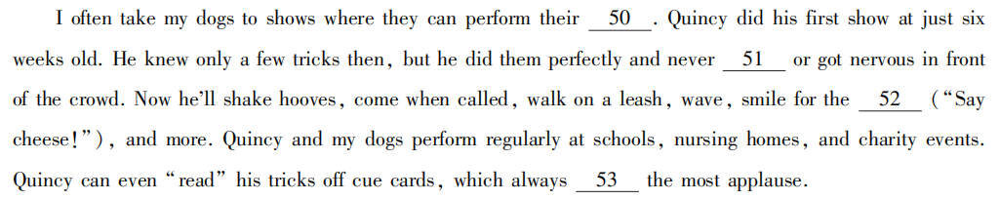 I often take my dogs to shows where they can perform their 50 . Quincy did his first show at just six
weeks old. He knew only a few tricks then, but he did them perfectly and never 51 or got nervous in front
of the crowd. Now he'll shake hooves, come when called, walk on a leash, wave, smile for the 52 ("Say
cheese!"), and more. Quincy and my dogs perform regularly at schools, nursing homes, and charity events.
Quincy can even "read" his tricks off cue cards, which always 53 the most applause.